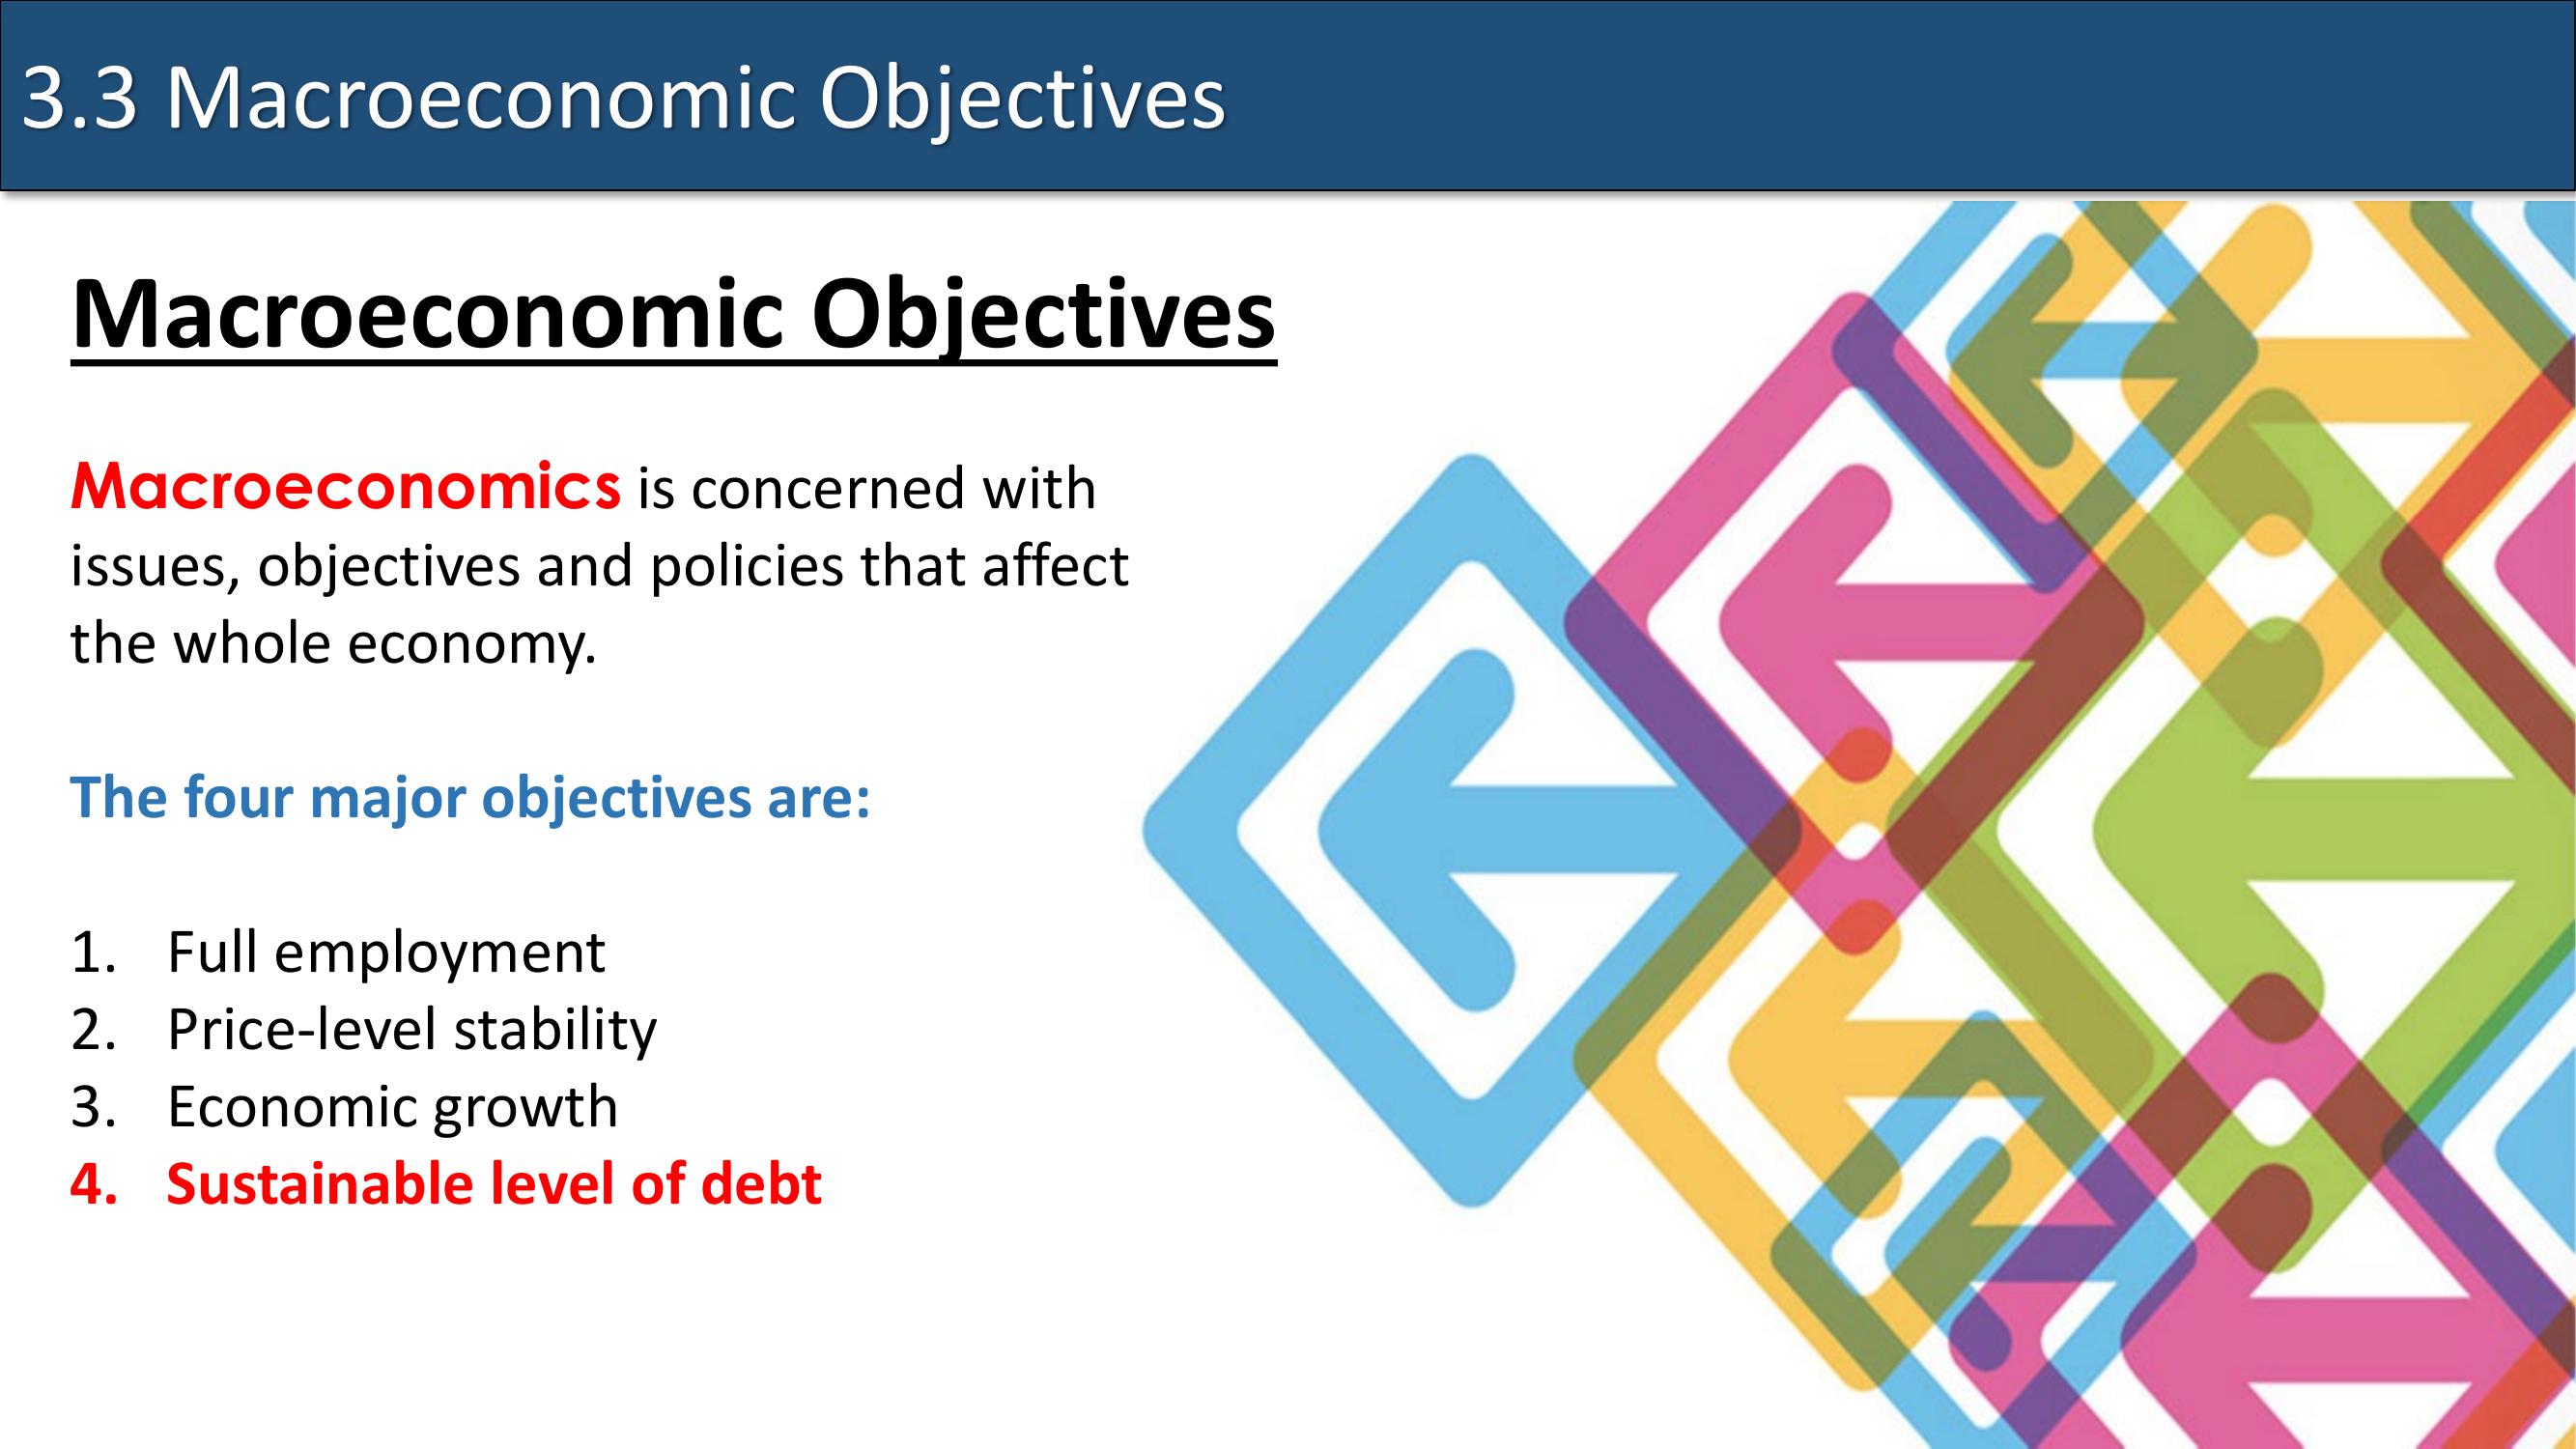 3.3 Macroeconomic Objectives
Macroeconomic Objectives
Macroeconomics is concerned with
issues, objectives and policies that affect
the whole economy.
The four major objectives are:
1. Full employment
2. Price-level stability
3. Economic growth
4. Sustainable level of debt